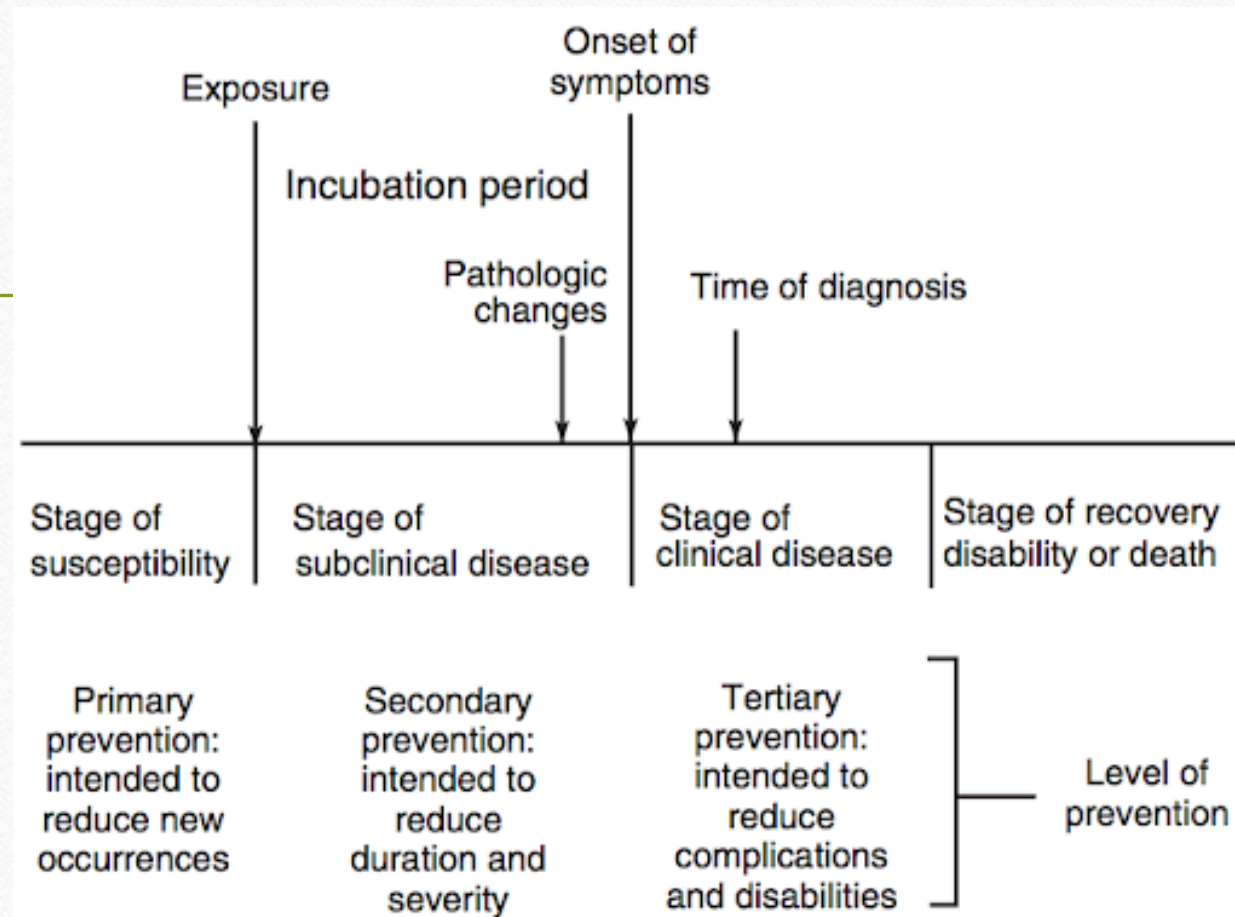 Onset of
symptoms
Exposure
Incubation period
Pathologic
changes
Time of diagnosis
Stage of
susceptibility
Stage of
subclinical disease
Stage of
clinical disease
Stage of recovery
disability or death
Primary
prevention:
intended to
reduce new
occurrences
Secondary
prevention:
intended to
reduce
duration and
severity
Tertiary
prevention:
intended to
reduce
complications
and disabilities
Level of
prevention